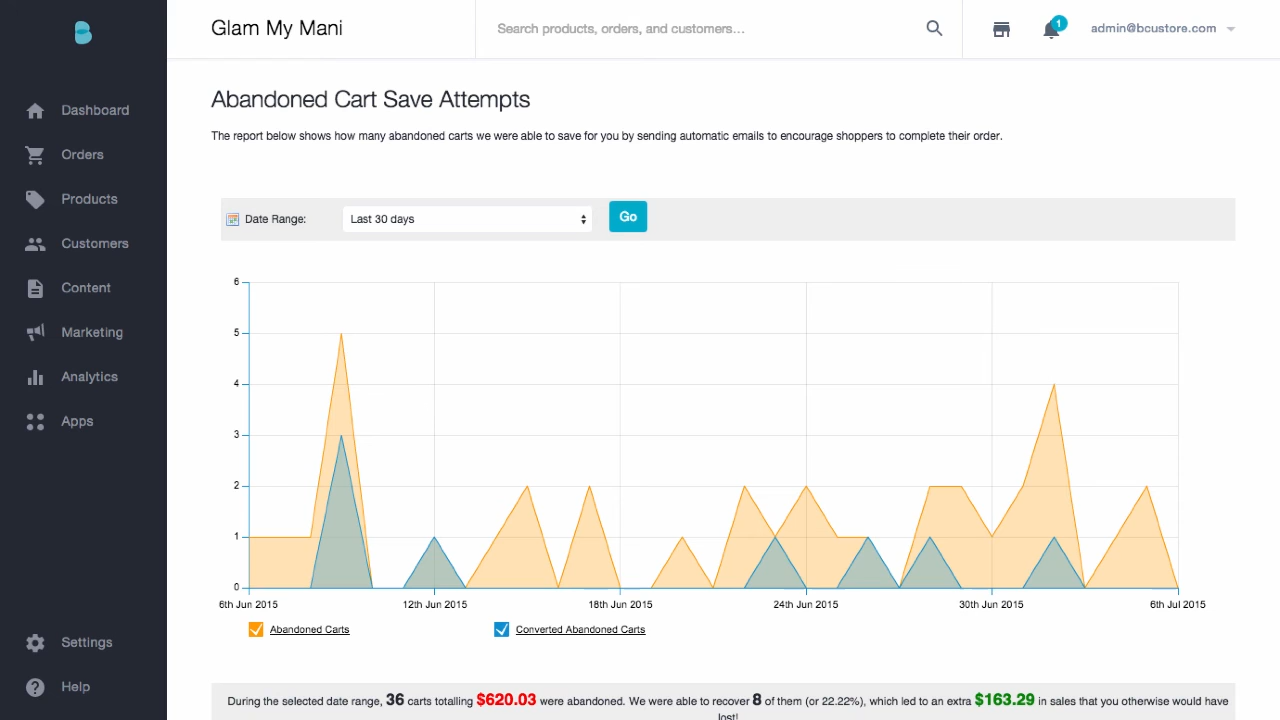 Glam My Mani
Search products, orders, and customers...
1
admin@bcustore.com
Dashboard
Orders
Products
Customers
Content
Marketing
Analytics
Apps
Settings
Help
Abandoned Cart Save Attempts
The report below shows how many abandoned carts we were able to save for you by sending automatic emails to encourage shoppers to complete their order.
Date Range: Last 30 days Go
6
5
4
3
2
1
0
6th Jun 2015 12th Jun 2015 18th Jun 2015 24th Jun 2015 30th Jun 2015 6th Jul 2015
Abandoned Carts Converted Abandoned Carts
During the selected date range, 36 carts totalling $620.03 were abandoned. We were able to recover 8 of them (or 22.22%), which led to an extra $163.29 in sales that you otherwise would have
lost!